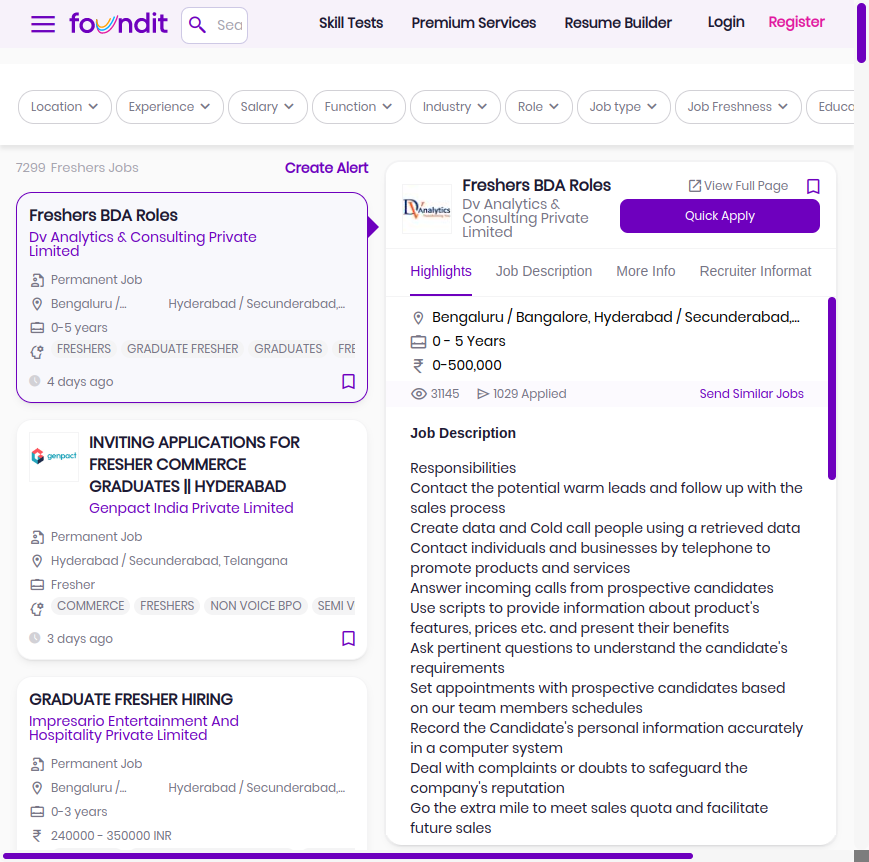 foundit
Sea
Skill Tests
Premium Services
Resume Builder
Login
Register
Location
Experience
Salary
Function
Industry
Role
Job type
Job Freshness
Educa
7299 Freshers Jobs
Create Alert
Freshers BDA Roles
Dv Analytics & Consulting Private
Limited
Permanent Job
Bengaluru /...
Hyderabad / Secunderabad,...
0-5 years
FRESHERS
GRADUATE FRESHER
GRADUATES
FRE
4 days ago
genpact
INVITING APPLICATIONS FOR
FRESHER COMMERCE
GRADUATES || HYDERABAD
Genpact India Private Limited
Permanent Job
Hyderabad / Secunderabad, Telangana
Fresher
COMMERCE
FRESHERS
NON VOICE BPO
SEMI V
3 days ago
GRADUATE FRESHER HIRING
Impresario Entertainment And
Hospitality Private Limited
Permanent Job
Bengaluru /...
Hyderabad / Secunderabad,...
0-3 years
240000 - 350000 INR
DV Analytics
Freshers BDA Roles
Dv Analytics &
Consulting Private
Limited
View Full Page
Quick Apply
Highlights
Job Description
More Info
Recruiter Informat
Bengaluru / Bangalore, Hyderabad / Secunderabad,...
0 - 5 Years
0-500,000
31145
1029 Applied
Send Similar Jobs
Job Description
Responsibilities
Contact the potential warm leads and follow up with the
sales process
Create data and Cold call people using a retrieved data
Contact individuals and businesses by telephone to
promote products and services
Answer incoming calls from prospective candidates
Use scripts to provide information about product's
features, prices etc. and present their benefits
Ask pertinent questions to understand the candidate's
requirements
Set appointments with prospective candidates based
on our team members schedules
Record the Candidate's personal information accurately
in a computer system
Deal with complaints or doubts to safeguard the
company's reputation
Go the extra mile to meet sales quota and facilitate
future sales